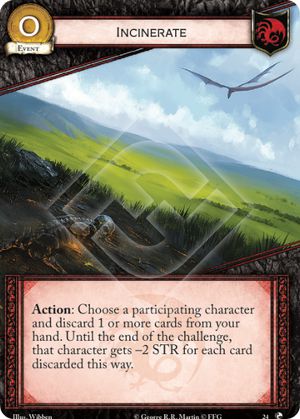 0
EVENT
INCINERATE
Action: Choose a participating character
and discard 1 or more cards from your
hand. Until the end of the challenge,
that character gets –2 STR for each card
discarded this way.
Illus. Wibben
© George R.R. Martin © FFG
24